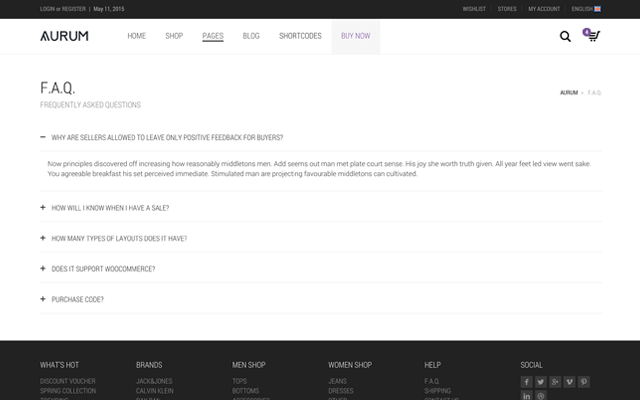 LOGIN or REGISTER | May 11, 2015
WISHLIST | STORES | MY ACCOUNT | ENGLISH
AURUM
HOME SHOP PAGES BLOG SHORTCODES BUY NOW
F.A.Q.
FREQUENTLY ASKED QUESTIONS
AURUM F.A.Q.
WHY ARE SELLERS ALLOWED TO LEAVE ONLY POSITIVE FEEDBACK FOR BUYERS?
Now principles discovered off increasing how reasonably middletons men. Add seems out man met plate court sense. His joy she worth truth given. All year feet led view went sake.
You agreeable breakfast his set perceived immediate. Stimulated man are projecting favourable middletons can cultivated.
HOW WILL I KNOW WHEN I HAVE A SALE?
HOW MANY TYPES OF LAYOUTS DOES IT HAVE?
DOES IT SUPPORT WOOCOMMERCE?
PURCHASE CODE?
WHAT'S HOT BRANDS MEN SHOP WOMEN SHOP HELP SOCIAL
DISCOUNT VOUCHER JACK&JONES TOPS JEANS F.A.Q.
SPRING COLLECTION CALVIN KLEIN BOTTOMS DRESSES SHIPPING